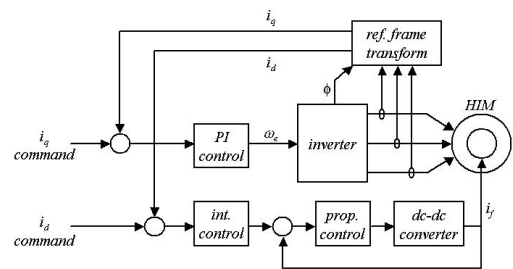 i_q
ref. frame
transform
i_d
ϕ
HIM
i_q
command
PI
control
ω_e
inverter
i_d
command
int.
control
prop.
control
dc-dc
converter
i_f